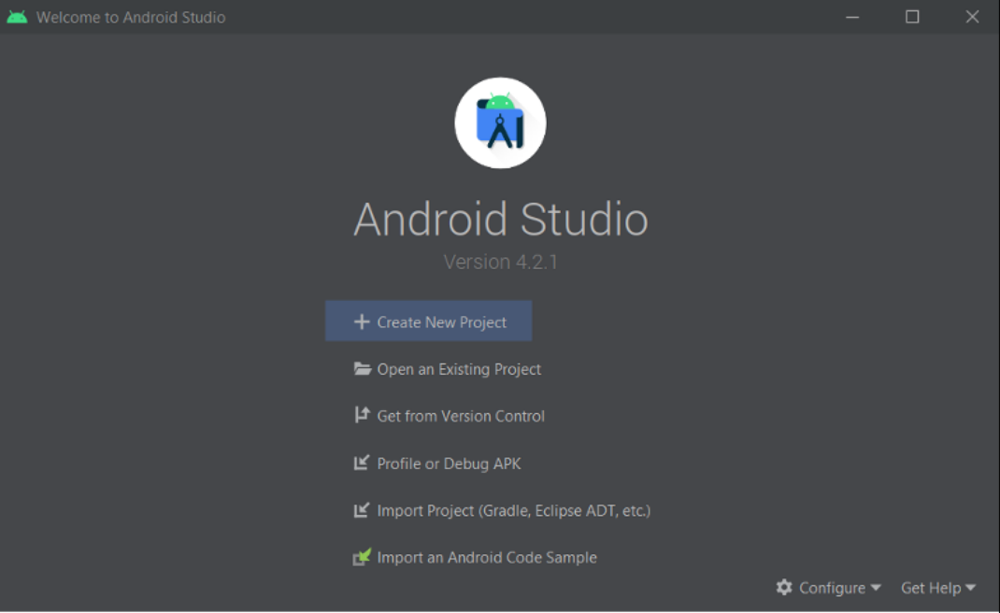 Welcome to Android Studio
Android Studio
Version 4.2.1
Create New Project
Open an Existing Project
Get from Version Control
Profile or Debug APK
Import Project (Gradle, Eclipse ADT, etc.)
Import an Android Code Sample
Configure Get Help